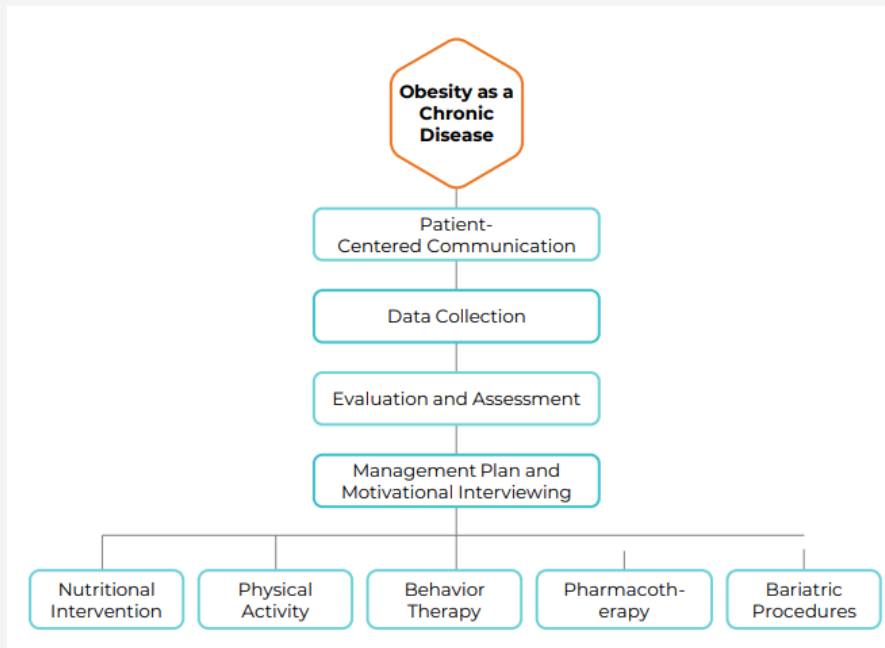 Obesity as a
Chronic
Disease
Patient-
Centered Communication
Data Collection
Evaluation and Assessment
Management Plan and
Motivational Interviewing
Nutritional
Intervention
Physical
Activity
Behavior
Therapy
Pharmacoth-
erapy
Bariatric
Procedures